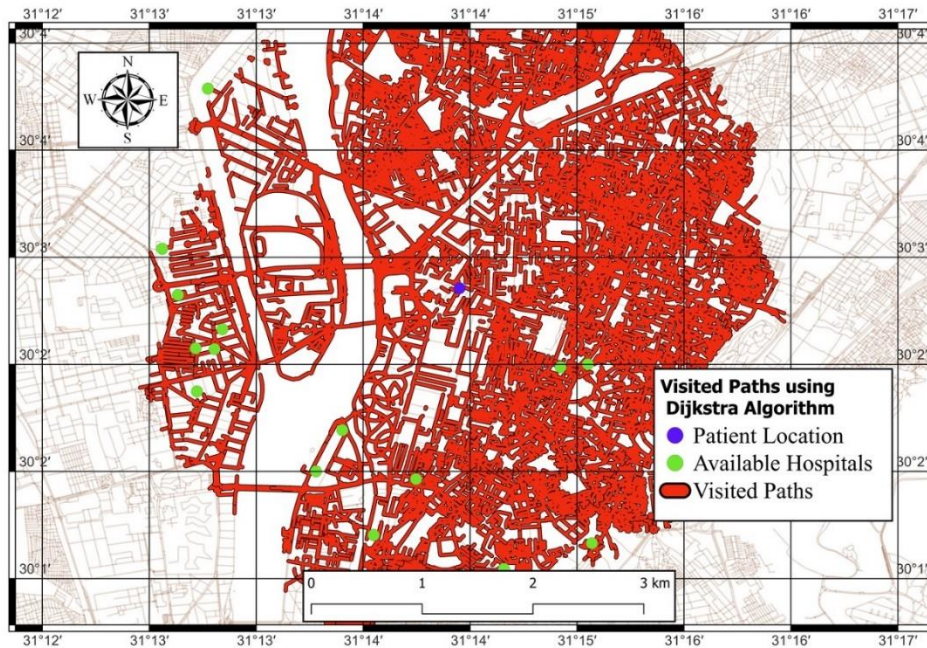 31°12' 31°13' 31°13' 31°14' 31°14' 31°15' 31°16' 31°16' 31°17'
30°4' 30°4'
N
W E
S
30°4' 30°4'
30°3' 30°3'
30°2' 30°2'
Visited Paths using
Dijkstra Algorithm
Patient Location
Available Hospitals
30°2' 30°2'
Visited Paths
30°1' 30°1'
0 1 2 3 km
31°12' 31°13' 31°13' 31°14' 31°14' 31°15' 31°16' 31°16' 31°17'